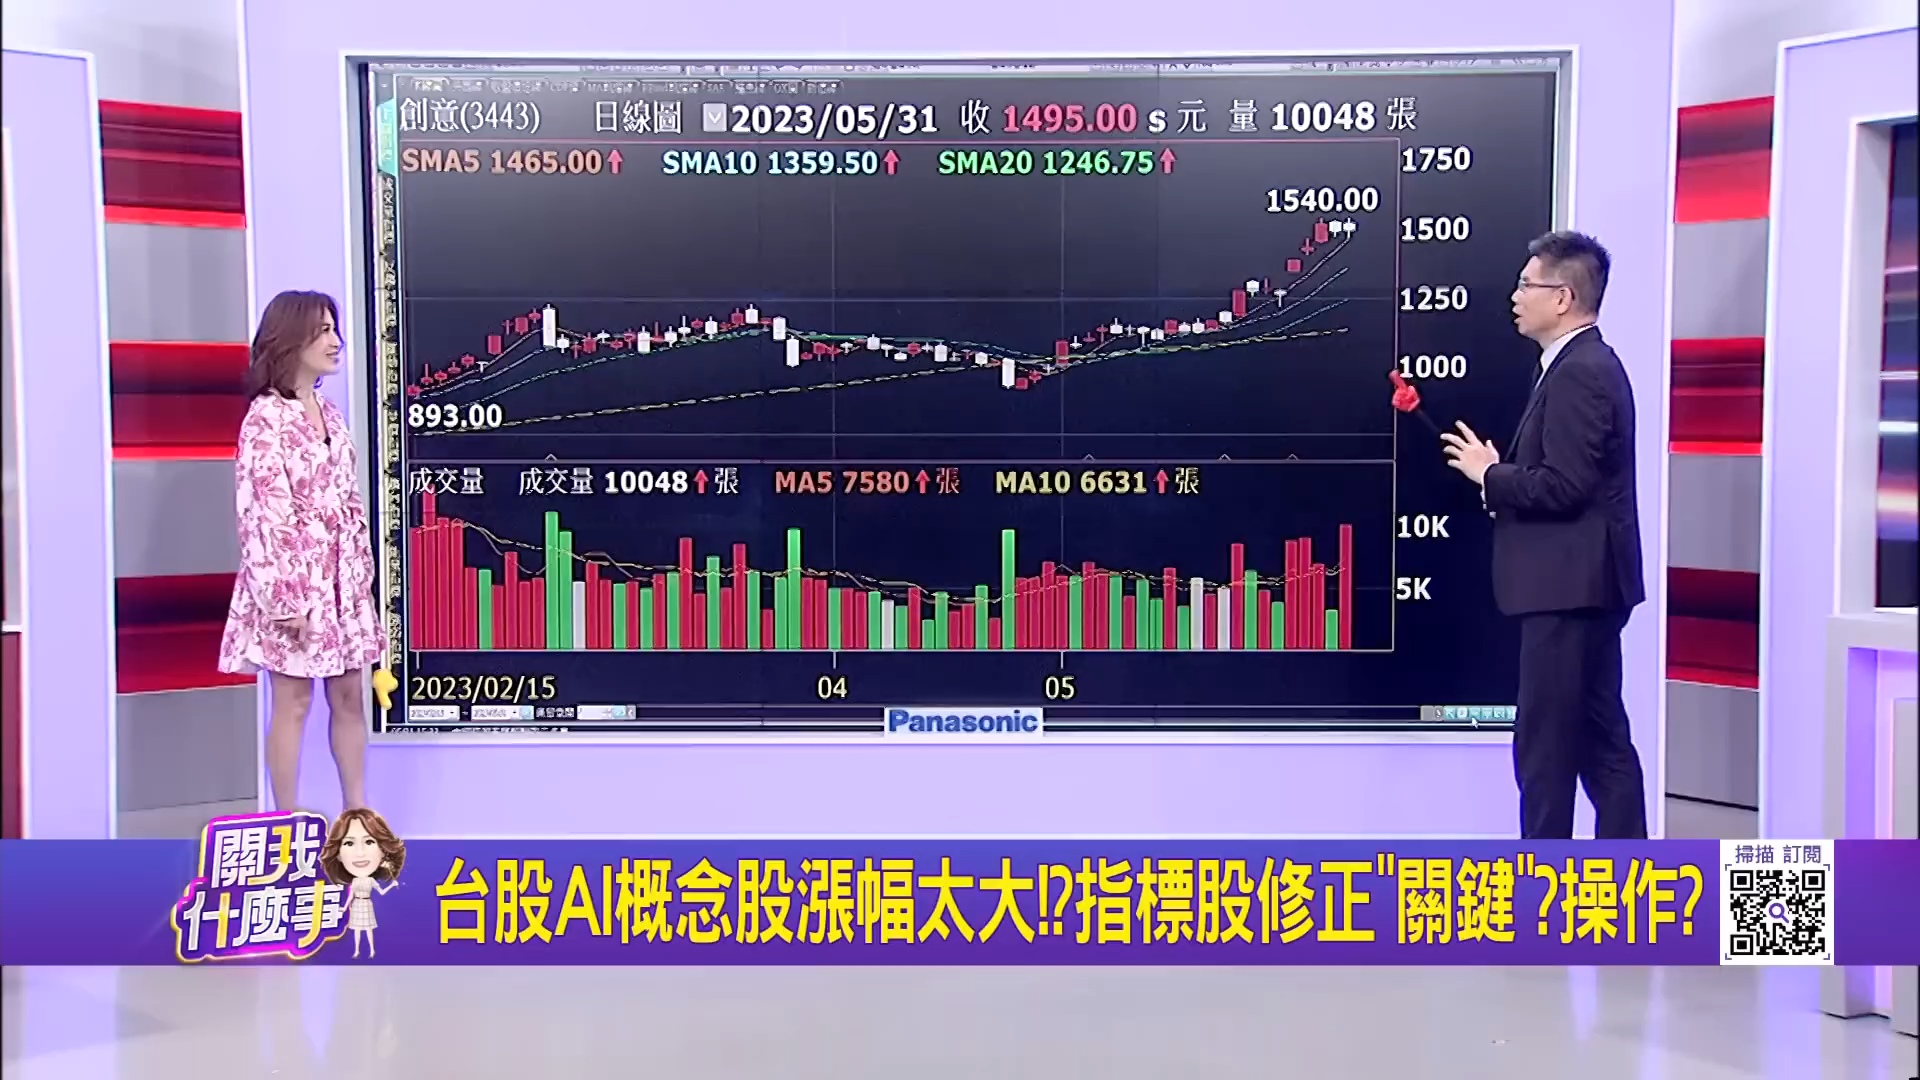 創意(3443) 日線圖 2023/05/31 收 1495.00 s 元 量 10048 張
SMA5 1465.00↑ SMA10 1359.50↑ SMA20 1246.75↑
1750
1540.00
1500
1250
1000
893.00
成交量 成交量 10048↑張 MA5 7580↑張 MA10 6631↑張
10K
5K
2023/02/15 04 05
Panasonic
關我
什麼事
台股AI概念股漲幅太大!?指標股修正"關鍵"?操作?
掃描 訂閱